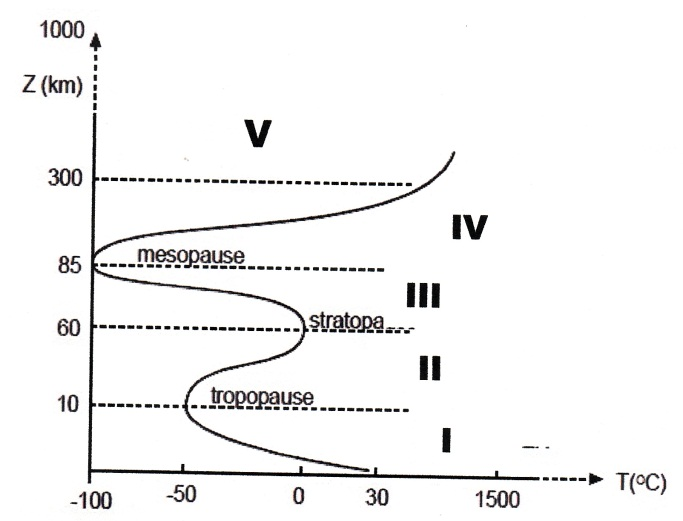 1000
Z (km)
V
300
IV
mesopause
85
III
stratopa
60
II
tropopause
10
I
T(°C)
-100 -50 0 30 1500